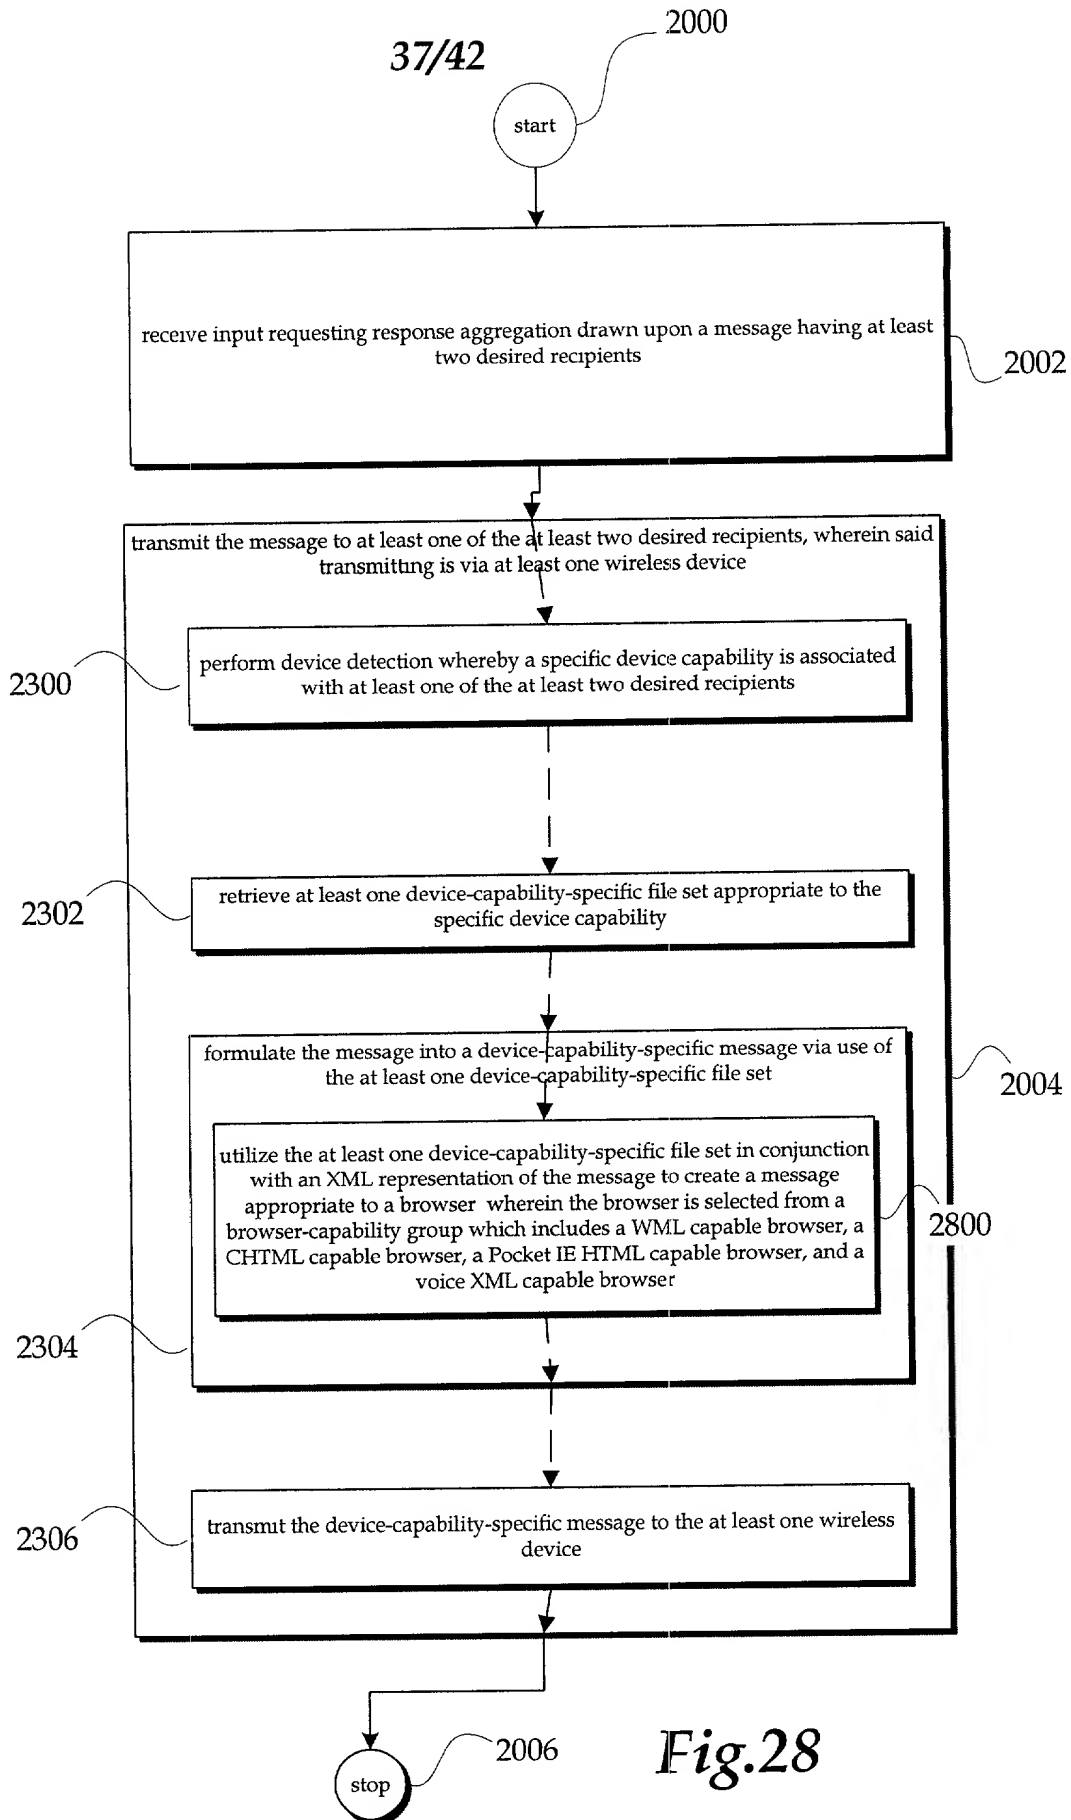 37/42
2000
start
receive input requesting response aggregation drawn upon a message having at least
two desired recipients
2002
transmit the message to at least one of the at least two desired recipients, wherein said
transmitting is via at least one wireless device
perform device detection whereby a specific device capability is associated
with at least one of the at least two desired recipients
2300
retrieve at least one device-capability-specific file set appropriate to the
specific device capability
2302
formulate the message into a device-capability-specific message via use of
the at least one device-capability-specific file set
2004
utilize the at least one device-capability-specific file set in conjunction
with an XML representation of the message to create a message
appropriate to a browser wherein the browser is selected from a
browser-capability group which includes a WML capable browser, a
CHTML capable browser, a Pocket IE HTML capable browser, and a
voice XML capable browser
2800
2304
transmit the device-capability-specific message to the at least one wireless
device
2306
stop
2006
Fig.28